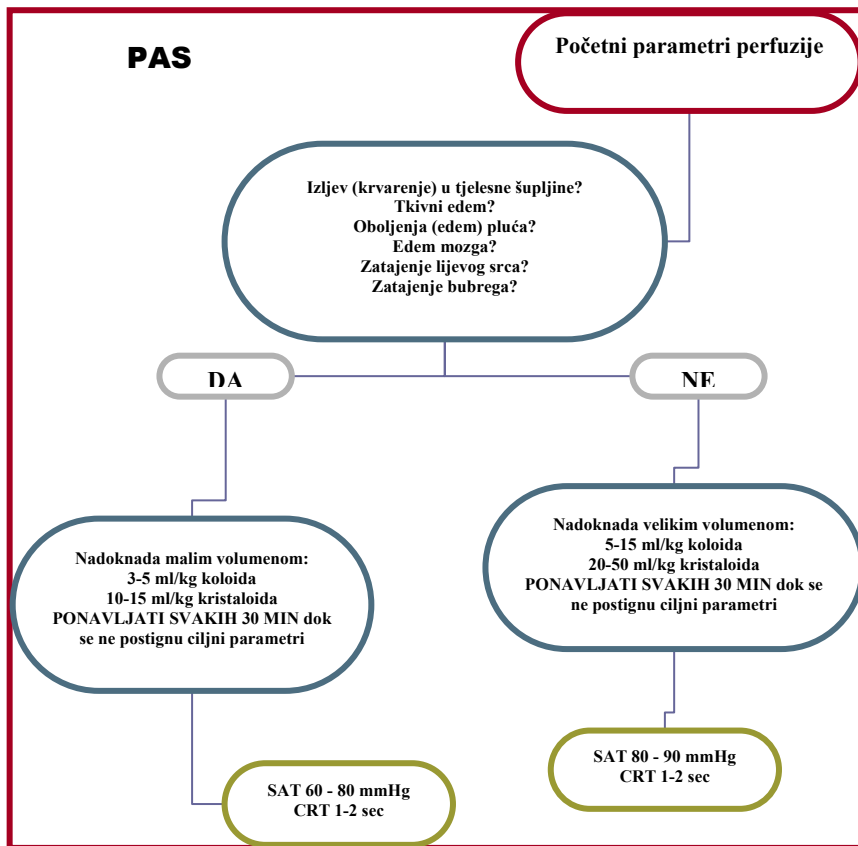 PAS
Početni parametri perfuzije
Izljev (krvarenje) u tjelesne šupljine?
Tkivni edem?
Oboljenja (edem) pluća?
Edem mozga?
Zatajenje lijevog srca?
Zatajenje bubrega?
DA
NE
Nadoknada malim volumenom:
3-5 ml/kg koloida
10-15 ml/kg kristaloida
PONAVLJATI SVAKIH 30 MIN dok
se ne postignu ciljni parametri
Nadoknada velikim volumenom:
5-15 ml/kg koloida
20-50 ml/kg kristaloida
PONAVLJATI SVAKIH 30 MIN dok se
ne postignu ciljni parametri
SAT 60 - 80 mmHg
CRT 1-2 sec
SAT 80 - 90 mmHg
CRT 1-2 sec